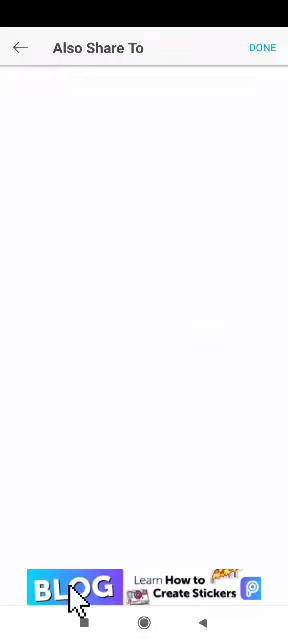 Also Share To
DONE
BLOG
Learn How to
Create Stickers